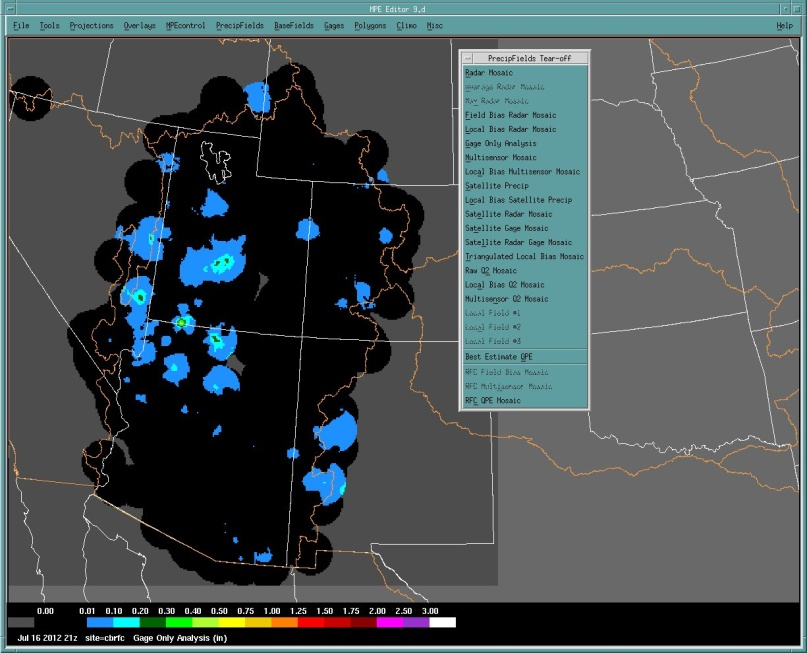 MPE Editor 9.d
File Tools Projections Overlays MPEcontrol PrecipFields BaseFields Gages Polygons Climo Misc Help
PrecipFields Tear-off
Radar Mosaic
Average Radar Mosaic
Max Radar Mosaic
Field Bias Radar Mosaic
Local Bias Radar Mosaic
Gage Only Analysis
Multisensor Mosaic
Local Bias Multisensor Mosaic
Satellite Precip
Local Bias Satellite Precip
Satellite Radar Mosaic
Satellite Gage Mosaic
Satellite Radar Gage Mosaic
Triangulated Local Bias Mosaic
Raw Q2 Mosaic
Local Bias Q2 Mosaic
Multisensor Q2 Mosaic
Local Field #1
Local Field #2
Local Field #3
Best Estimate QPE
RFC Field Bias Mosaic
RFC Multisensor Mosaic
RFC QPE Mosaic
0.00 0.01 0.10 0.20 0.30 0.40 0.50 0.75 1.00 1.25 1.50 1.75 2.00 2.50 3.00
Jul 16 2012 21z site=cbrfc Gage Only Analysis (in)